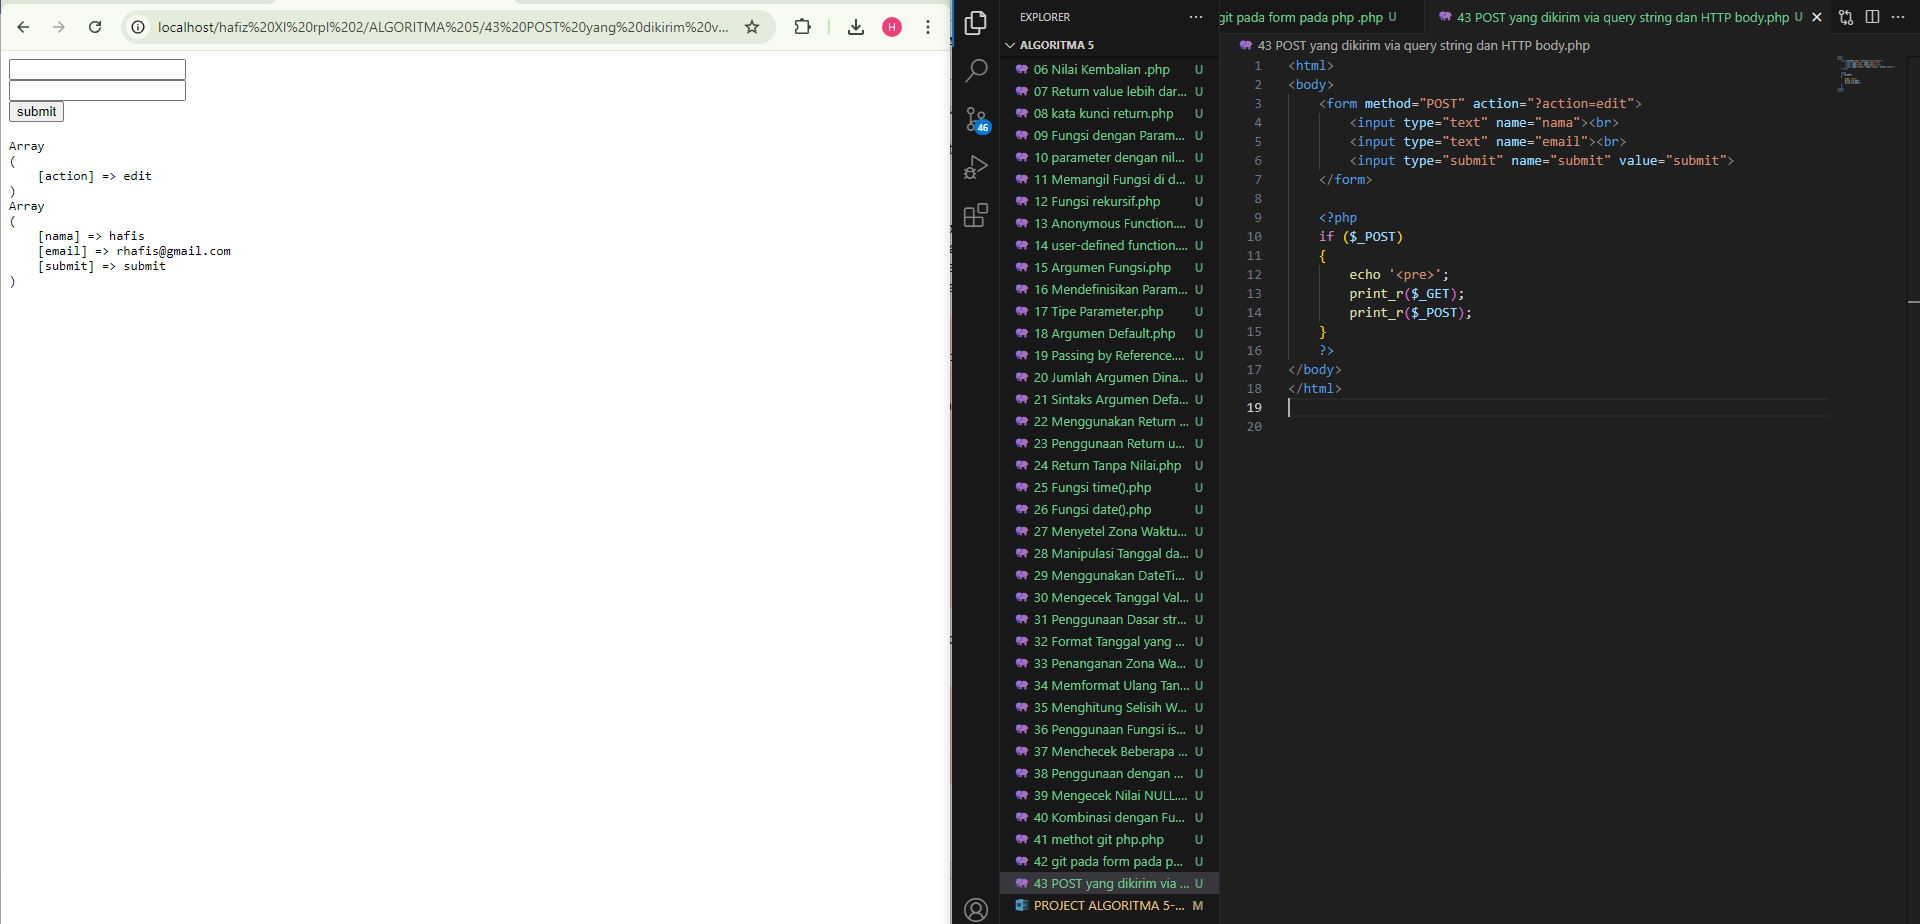 localhost/hafiz%20XI%20rpl%202/ALGORITMA%205/43%20POST%20yang%20dikirim%20v...
H
submit
Array
(
[action] => edit
)
Array
(
[nama] => hafis
[email] => rhafis@gmail.com
[submit] => submit
)
46
EXPLORER
ALGORITMA 5
06 Nilai Kembalian .php U
07 Return value lebih dar... U
08 kata kunci return.php U
09 Fungsi dengan Param... U
10 parameter dengan nil... U
11 Memangil Fungsi di d... U
12 Fungsi rekursif.php U
13 Anonymous Function.... U
14 user-defined function.... U
15 Argumen Fungsi.php U
16 Mendefinisikan Param... U
17 Tipe Parameter.php U
18 Argumen Default.php U
19 Passing by Reference.... U
20 Jumlah Argumen Dina... U
21 Sintaks Argumen Defa... U
22 Menggunakan Return ... U
23 Penggunaan Return u... U
24 Return Tanpa Nilai.php U
25 Fungsi time().php U
26 Fungsi date().php U
27 Menyetel Zona Waktu... U
28 Manipulasi Tanggal da... U
29 Menggunakan DateTi... U
30 Mengecek Tanggal Val... U
31 Penggunaan Dasar str... U
32 Format Tanggal yang ... U
33 Penanganan Zona Wa... U
34 Memformat Ulang Tan... U
35 Menghitung Selisih W... U
36 Penggunaan Fungsi is... U
37 Menchecek Beberapa ... U
38 Penggunaan dengan ... U
39 Mengecek Nilai NULL.... U
40 Kombinasi dengan Fu... U
41 methot git php.php U
42 git pada form pada p... U
43 POST yang dikirim via ... U
PROJECT ALGORITMA 5-... M
git pada form pada php .php U
43 POST yang dikirim via query string dan HTTP body.php U
43 POST yang dikirim via query string dan HTTP body.php
1 <html>
2 <body>
3 <form method="POST" action="?action=edit">
4 <input type="text" name="nama"><br>
5 <input type="text" name="email"><br>
6 <input type="submit" name="submit" value="submit">
7 </form>
8
9 <?php
10 if ($_POST)
11 {
12 echo '<pre>';
13 print_r($_GET);
14 print_r($_POST);
15 }
16 ?>
17 </body>
18 </html>
19
20